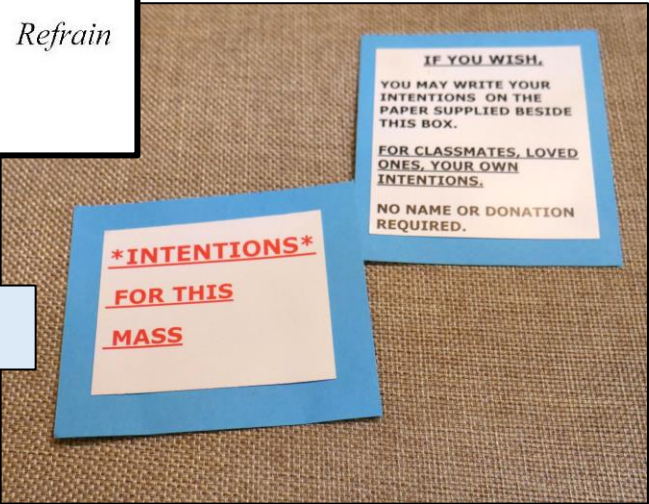 Refrain
IF YOU WISH,
YOU MAY WRITE YOUR
INTENTIONS ON THE
PAPER SUPPLIED BESIDE
THIS BOX.
FOR CLASSMATES, LOVED
ONES, YOUR OWN
INTENTIONS.
NO NAME OR DONATION
REQUIRED.
*INTENTIONS*
FOR THIS
MASS